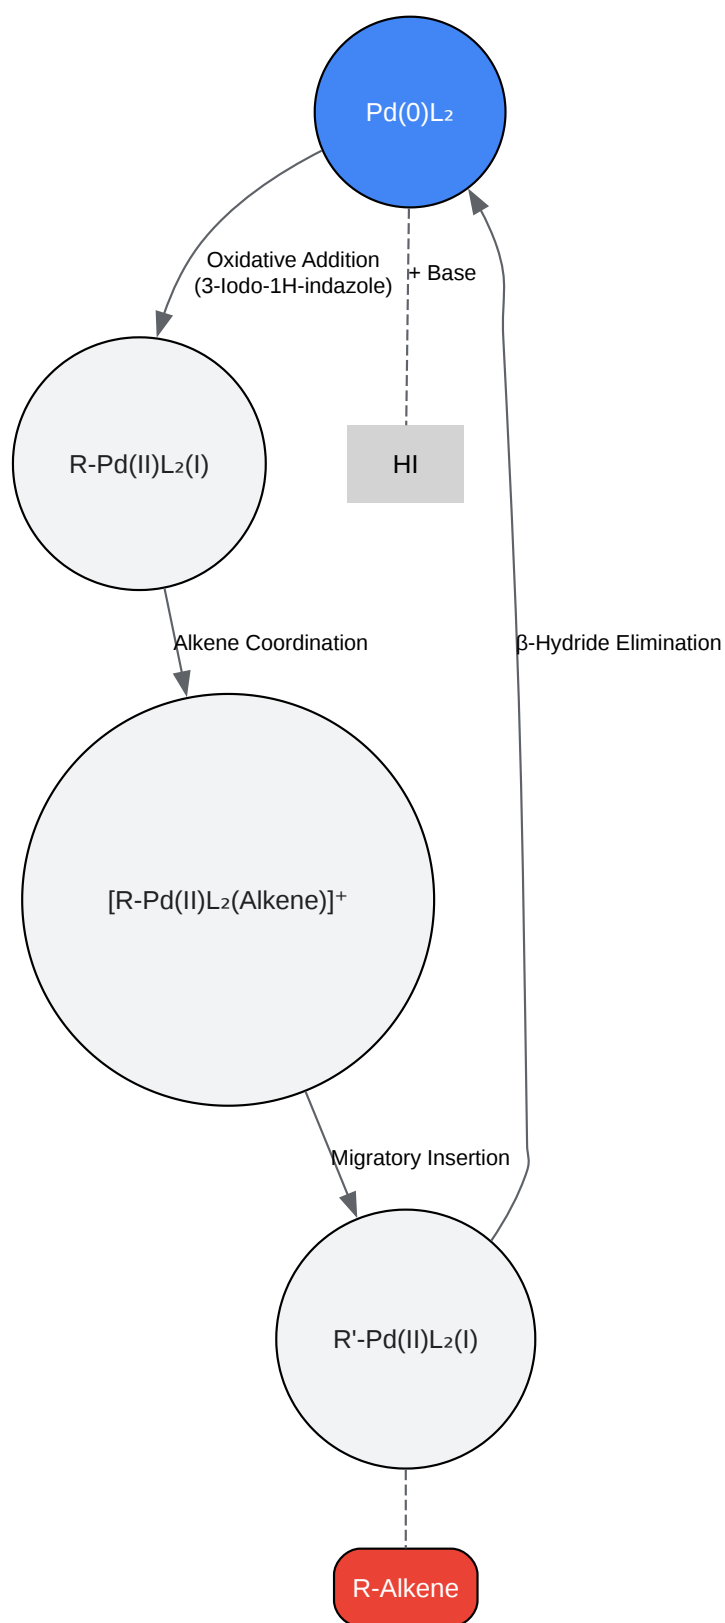 Pd(0)L₂
Oxidative Addition
(3-Iodo-1H-indazole)
+ Base
R-Pd(II)L₂(I)
HI
Alkene Coordination
β-Hydride Elimination
[R-Pd(II)L₂(Alkene)]⁺
Migratory Insertion
R'-Pd(II)L₂(I)
R-Alkene